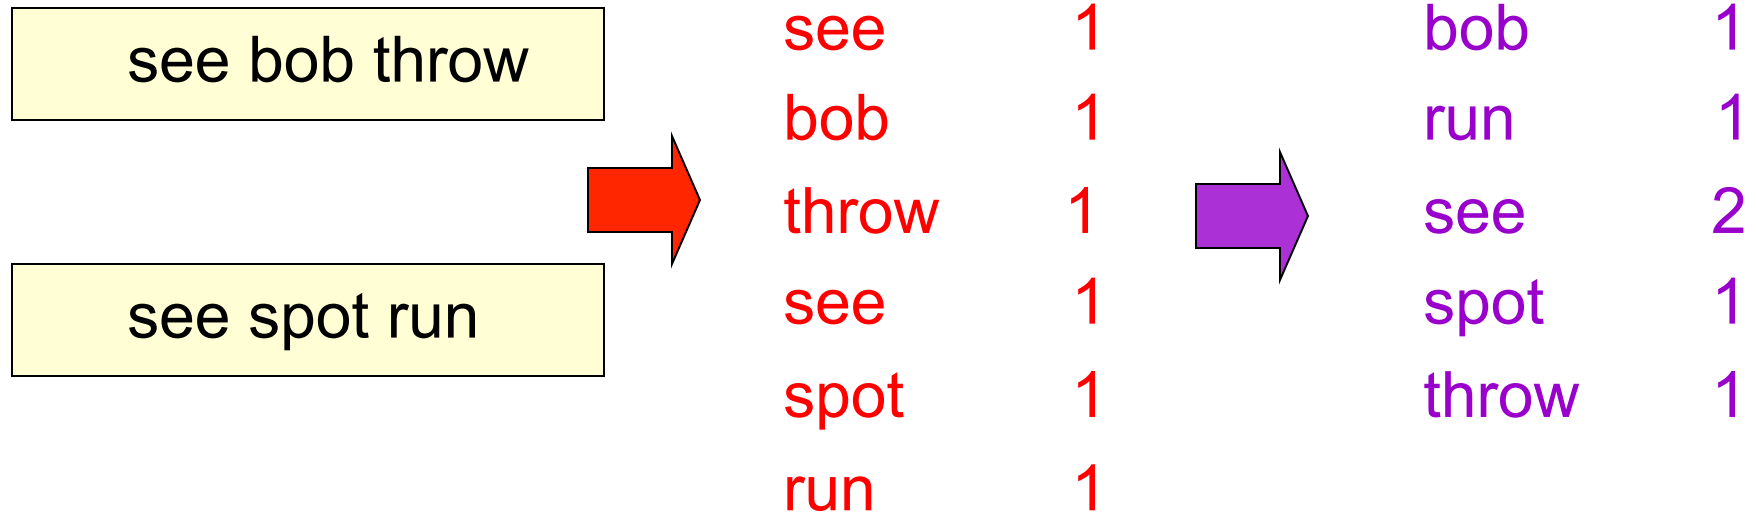 see bob throw
see spot run
see 1
bob 1
throw 1
see 1
spot 1
run 1
bob 1
run 1
see 2
spot 1
throw 1